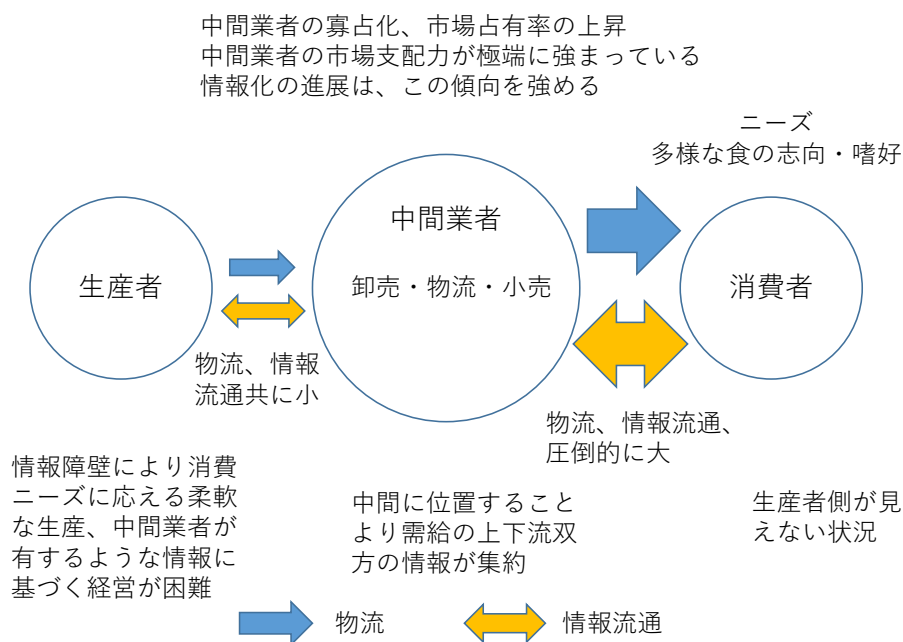 中間業者の寡占化、市場占有率の上昇
中間業者の市場支配力が極端に強まっている
情報化の進展は、この傾向を強める
ニーズ
多様な食の志向・嗜好
生産者
中間業者
卸売・物流・小売
消費者
物流、情報
流通共に小
物流、情報流通、
圧倒的に大
情報障壁により消費
ニーズに応える柔軟
な生産、中間業者が
有するような情報に
基づく経営が困難
中間に位置すること
より需給の上下流双
方の情報が集約
生産者側が見
えない状況
物流
情報流通